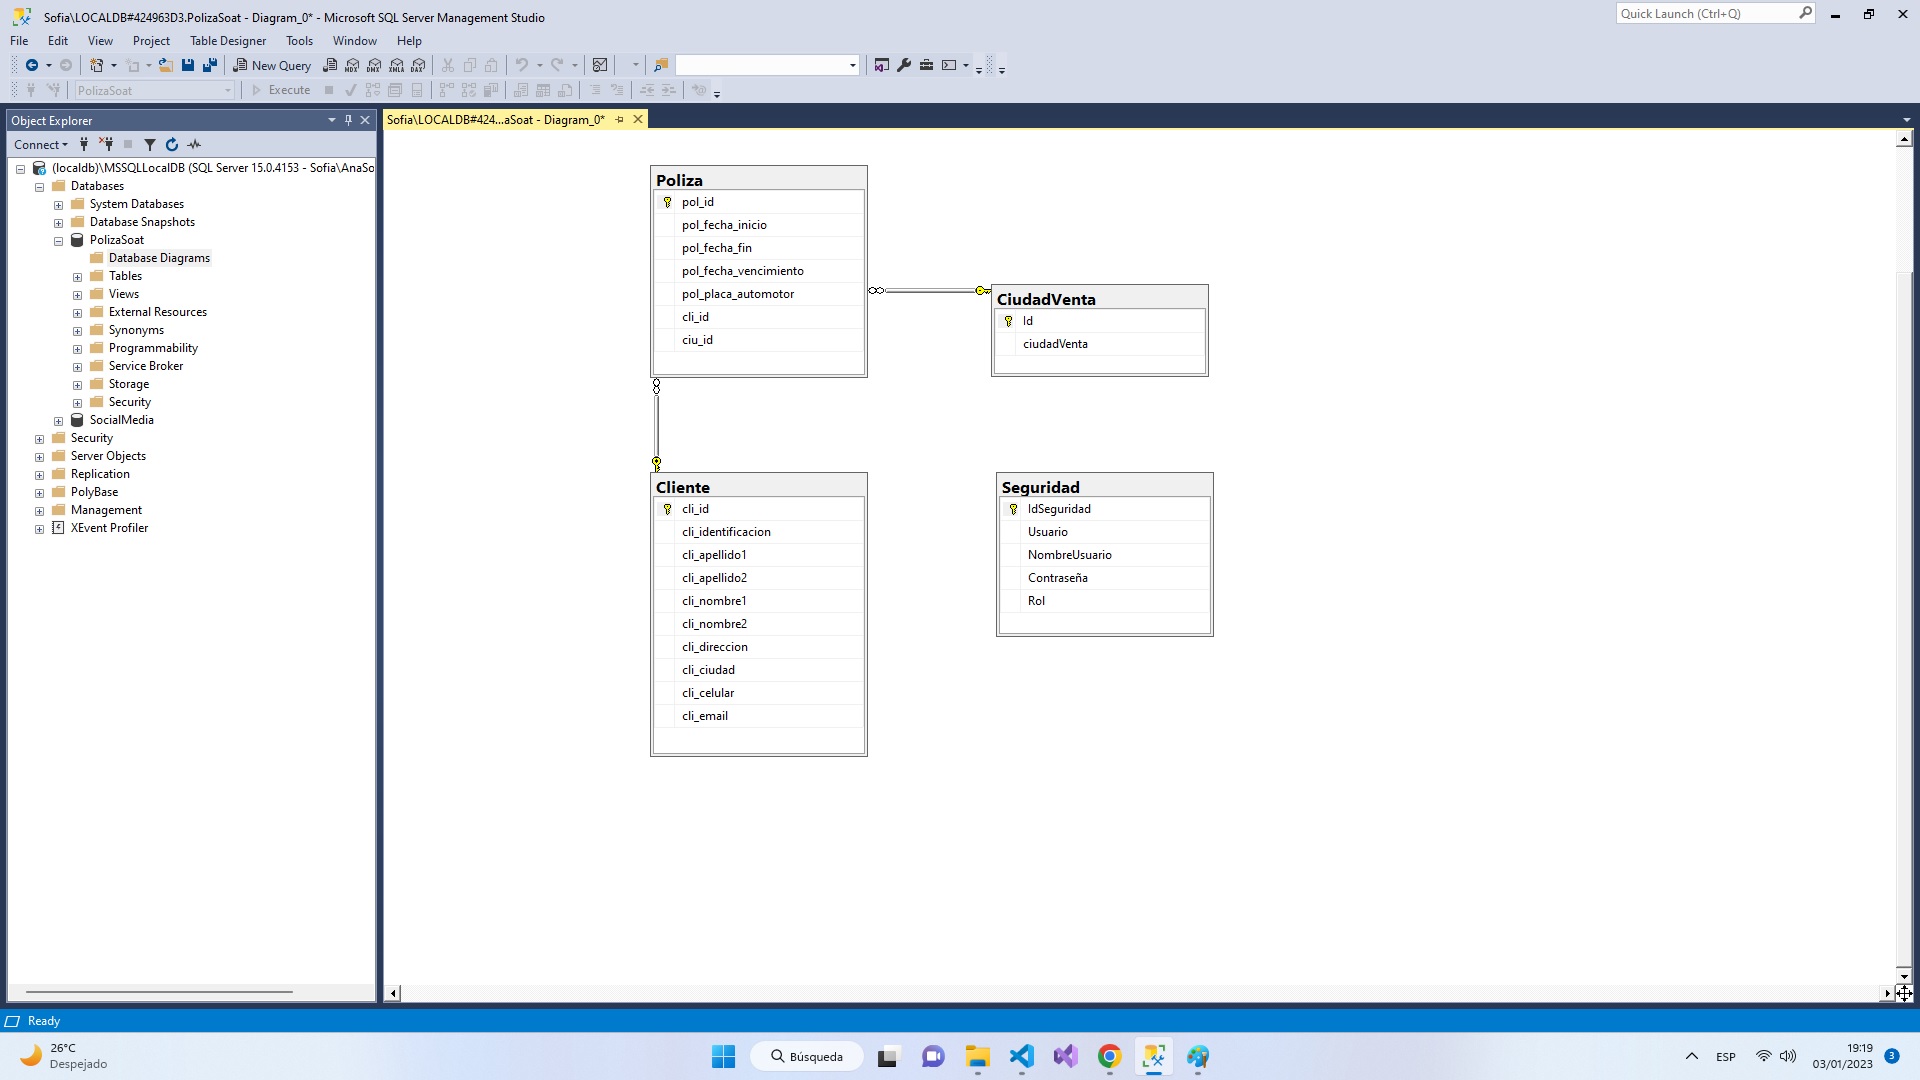 Sofia\LOCALDB#424963D3.PolizaSoat - Diagram_0* - Microsoft SQL Server Management Studio
Quick Launch (Ctrl+Q)
File Edit View Project Table Designer Tools Window Help
New Query
MDX DMX XMLA DAX
PolizaSoat
Execute
Object Explorer
Sofia\LOCALDB#424...aSoat - Diagram_0*
Connect
(localdb)\MSSQLLocalDB (SQL Server 15.0.4153 - Sofia\AnaSo
Databases
System Databases
Database Snapshots
PolizaSoat
Database Diagrams
Tables
Views
External Resources
Synonyms
Programmability
Service Broker
Storage
Security
SocialMedia
Security
Server Objects
Replication
PolyBase
Management
XEvent Profiler
Poliza
pol_id
pol_fecha_inicio
pol_fecha_fin
pol_fecha_vencimiento
pol_placa_automotor
cli_id
ciu_id
CiudadVenta
Id
ciudadVenta
Cliente
cli_id
cli_identificacion
cli_apellido1
cli_apellido2
cli_nombre1
cli_nombre2
cli_direccion
cli_ciudad
cli_celular
cli_email
Seguridad
IdSeguridad
Usuario
NombreUsuario
Contraseña
Rol
Ready
26°C
Despejado
Búsqueda
ESP
19:19
03/01/2023
3